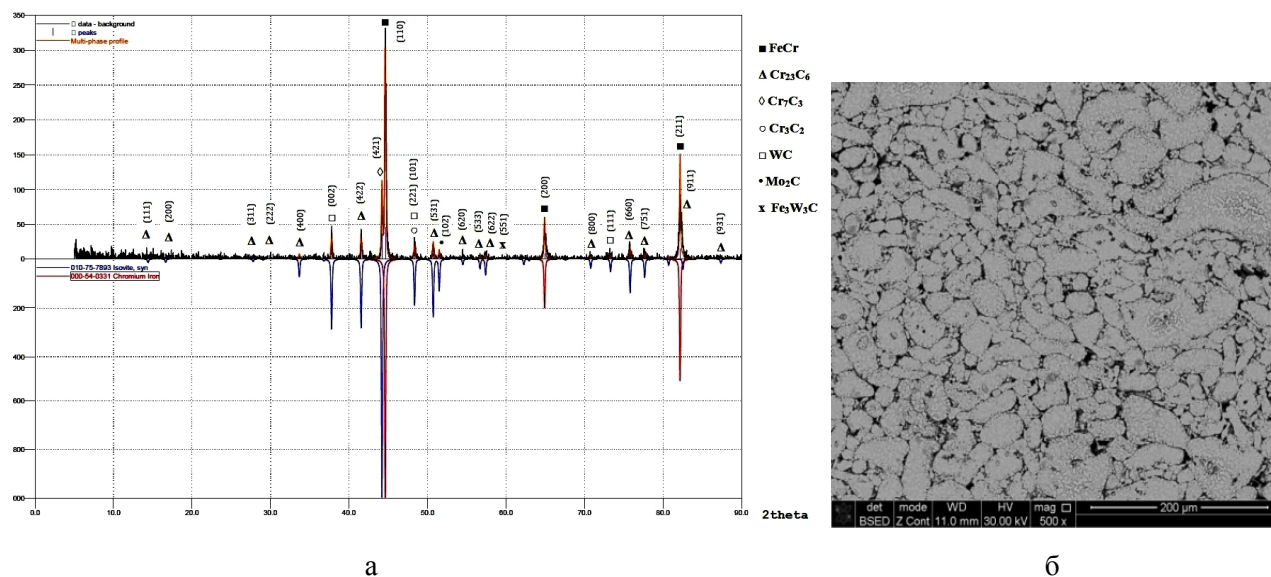 data - background
peaks
Multi-phase profile
350
300
250
200
150
100
50
0
200
400
600
800
000
0.0 10.0 20.0 30.0 40.0 50.0 60.0 70.0 80.0 90.0
2theta
(111)
(200)
(311)
(222)
(400)
(002)
(422)
(421)
(110)
(221) (101)
(531)
(102)
(620)
(533)
(622)
(551)
(200)
(800)
(111)
(660)
(751)
(211)
(911)
(931)
010-75-7893 Isovite, syn
000-54-0331 Chromium Iron
■ FeCr
Δ Cr₂₃C₆
◊ Cr₇C₃
○ Cr₃C₂
□ WC
• Mo₂C
x Fe₃W₃C
det mode WD HV mag □
BSED Z Cont 11.0 mm 30.00 kV 500 x
200 µm
а
б